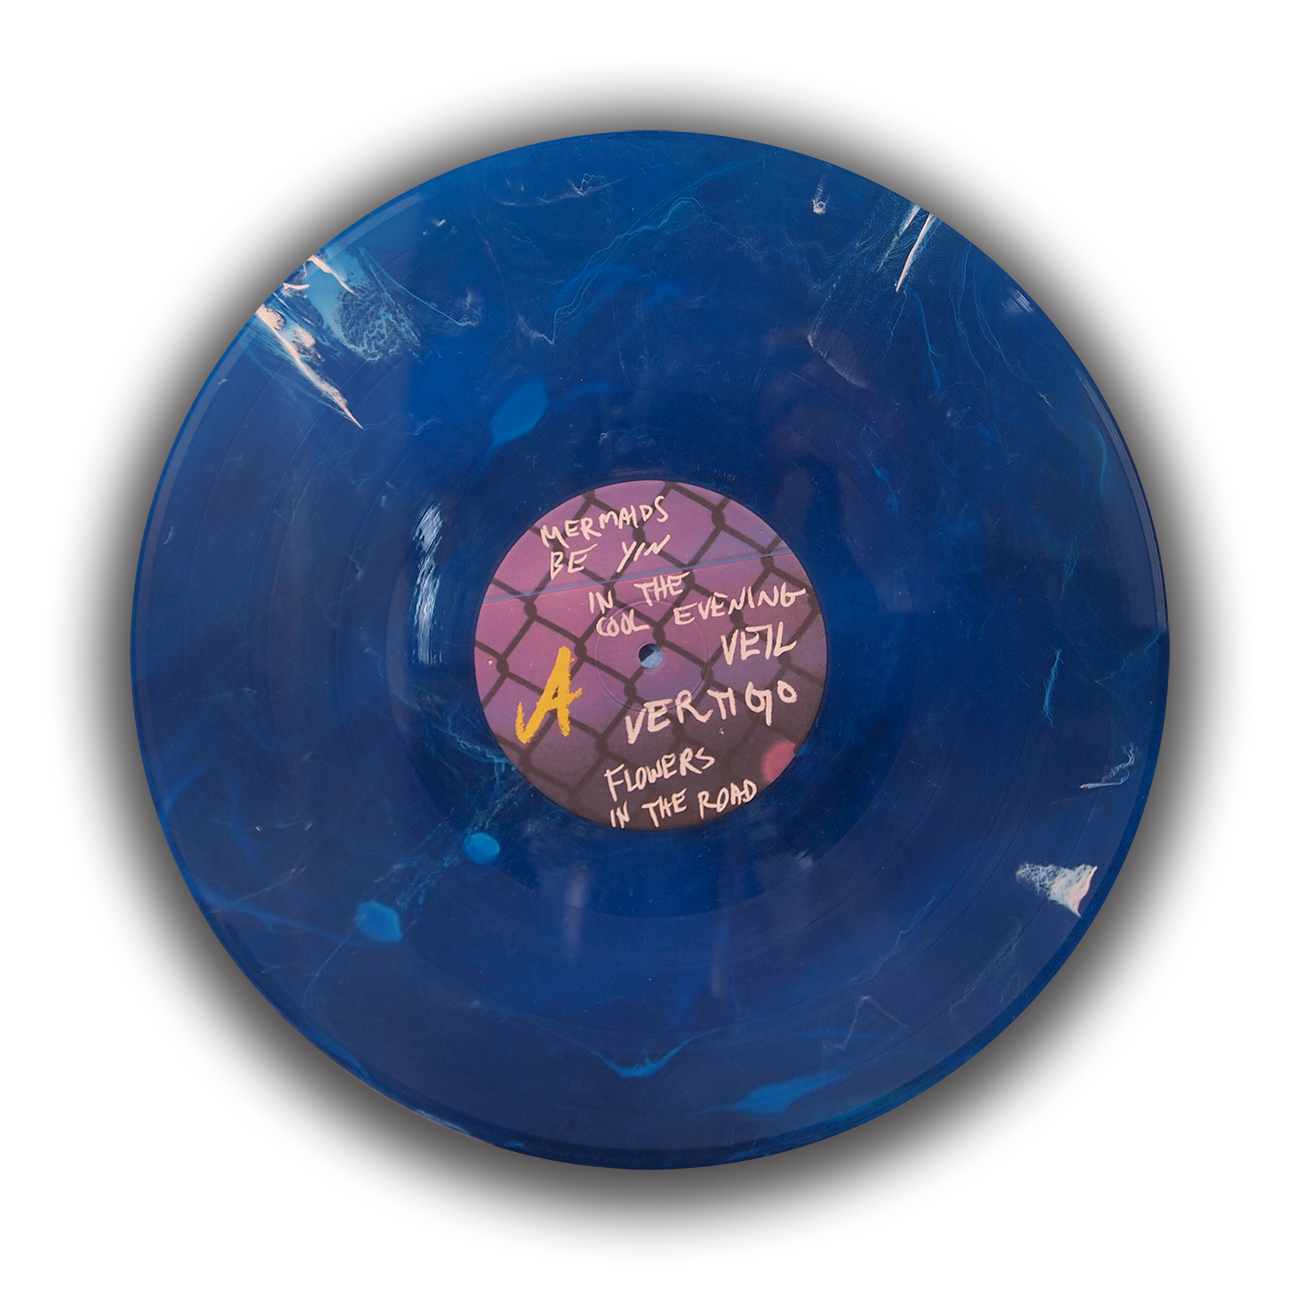 MERMAIDS
BE YIN
IN THE
COOL EVENING
VEIL
A
VERTIGO
FLOWERS
IN THE ROAD